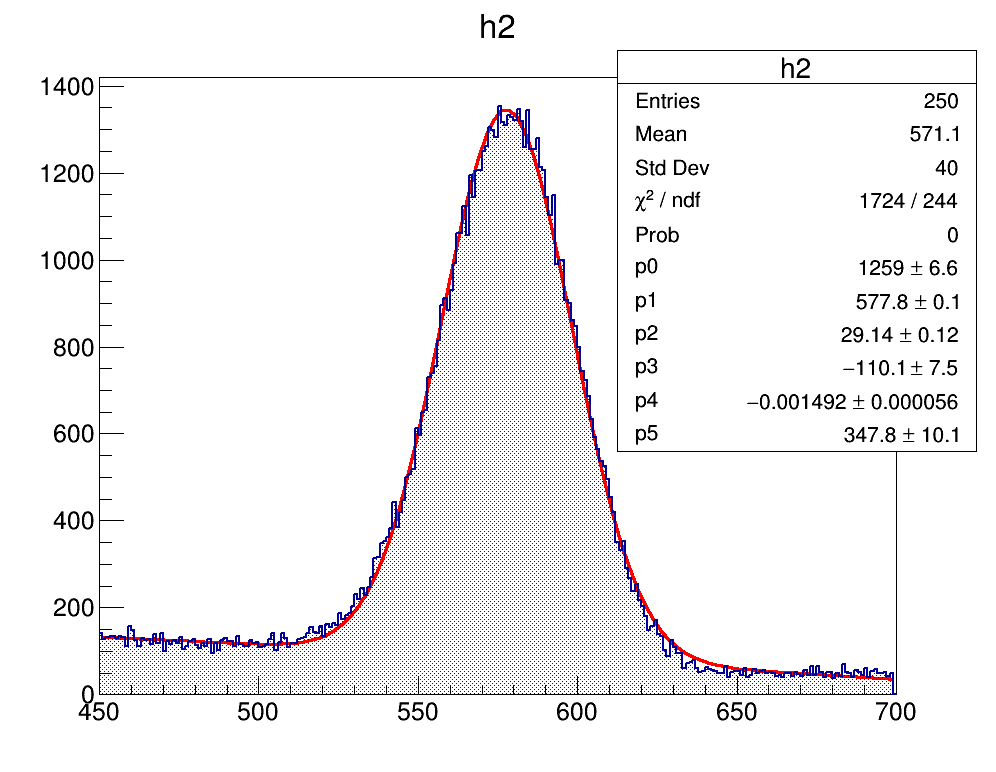 h2
h2
Entries 250
Mean 571.1
Std Dev 40
χ² / ndf 1724 / 244
Prob 0
p0 1259 ± 6.6
p1 577.8 ± 0.1
p2 29.14 ± 0.12
p3 −110.1 ± 7.5
p4 −0.001492 ± 0.000056
p5 347.8 ± 10.1
1400
1200
1000
800
600
400
200
0
450 500 550 600 650 700